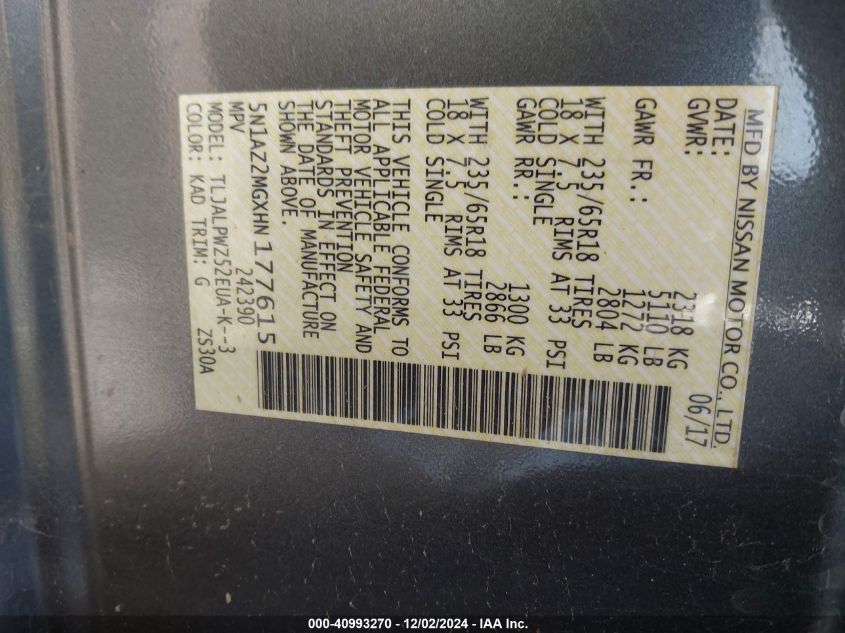 MFD BY NISSAN MOTOR CO., LTD.
DATE: 06/17
GVWR: 2318 KG
5110 LB
GAWR FR.: 1272 KG
2804 LB
WITH 235/65R18 TIRES
18 X 7.5 RIMS AT 33 PSI
COLD SINGLE
GAWR RR.: 1300 KG
2866 LB
WITH 235/65R18 TIRES
18 X 7.5 RIMS AT 33 PSI
COLD SINGLE
THIS VEHICLE CONFORMS TO
ALL APPLICABLE FEDERAL
MOTOR VEHICLE SAFETY AND
THEFT PREVENTION
STANDARDS IN EFFECT ON
THE DATE OF MANUFACTURE
SHOWN ABOVE.
5N1AZ2MGXHN177615
MPV 242390
MODEL: TLJALPWZ52EUA-K--3
COLOR: KAD TRIM: G ZS30A
000-40993270 - 12/02/2024 - IAA Inc.